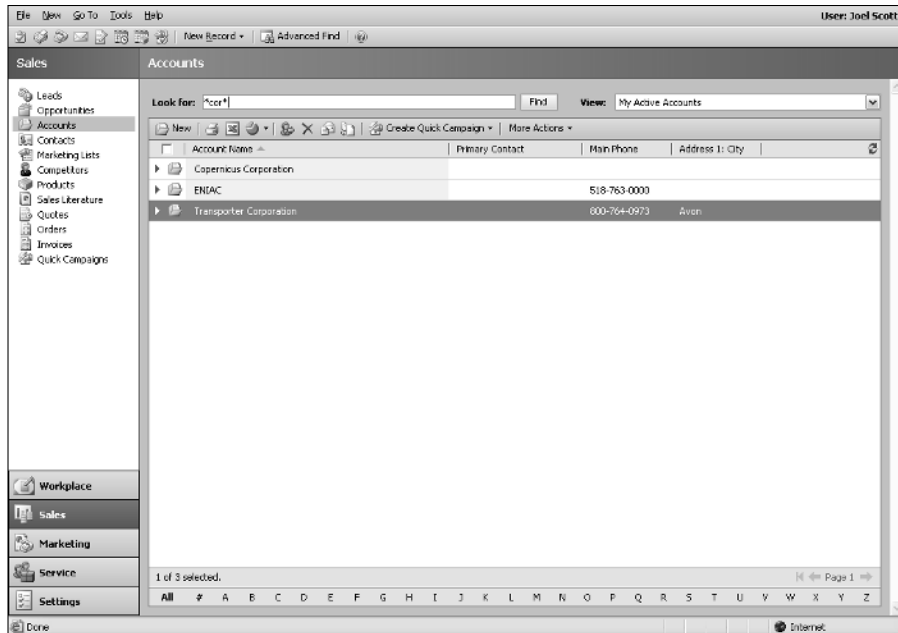 File New Go To Tools Help User: Joel Scott
New Record Advanced Find
Sales Accounts
Leads
Opportunities
Accounts
Contacts
Marketing Lists
Competitors
Products
Sales Literature
Quotes
Orders
Invoices
Quick Campaigns
Look for: *cor* Find View: My Active Accounts
New Create Quick Campaign More Actions
Account Name Primary Contact Main Phone Address 1: City
Copernicus Corporation
ENIAC 518-763-0000
Transporter Corporation 800-764-0973 Avon
Workplace
Sales
Marketing
Service
Settings
1 of 3 selected. Page 1
All # A B C D E F G H I J K L M N O P Q R S T U V W X Y Z
Done Internet